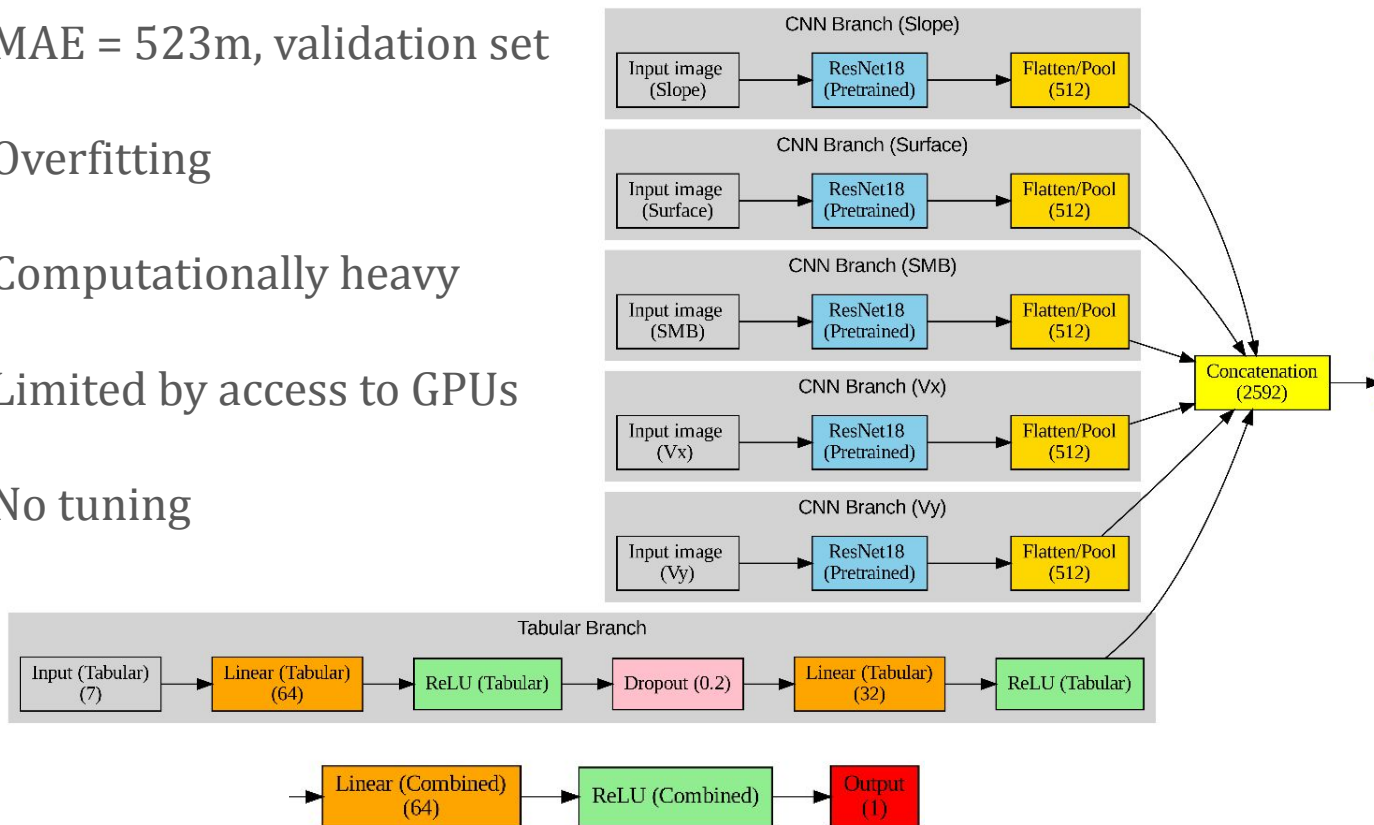 MAE = 523m, validation set
Overfitting
Computationally heavy
Limited by access to GPUs
No tuning
CNN Branch (Slope)
Input image
(Slope)
ResNet18
(Pretrained)
Flatten/Pool
(512)
CNN Branch (Surface)
Input image
(Surface)
ResNet18
(Pretrained)
Flatten/Pool
(512)
CNN Branch (SMB)
Input image
(SMB)
ResNet18
(Pretrained)
Flatten/Pool
(512)
CNN Branch (Vx)
Input image
(Vx)
ResNet18
(Pretrained)
Flatten/Pool
(512)
CNN Branch (Vy)
Input image
(Vy)
ResNet18
(Pretrained)
Flatten/Pool
(512)
Concatenation
(2592)
Tabular Branch
Input (Tabular)
(7)
Linear (Tabular)
(64)
ReLU (Tabular)
Dropout (0.2)
Linear (Tabular)
(32)
ReLU (Tabular)
Linear (Combined)
(64)
ReLU (Combined)
Output
(1)